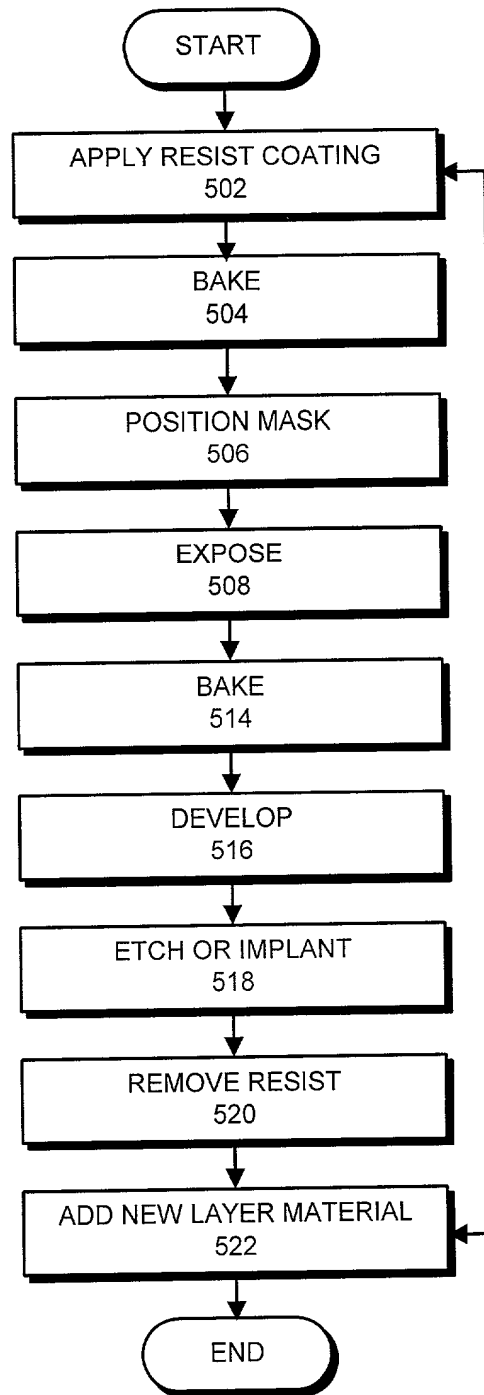 START
APPLY RESIST COATING
502
BAKE
504
POSITION MASK
506
EXPOSE
508
BAKE
514
DEVELOP
516
ETCH OR IMPLANT
518
REMOVE RESIST
520
ADD NEW LAYER MATERIAL
522
END